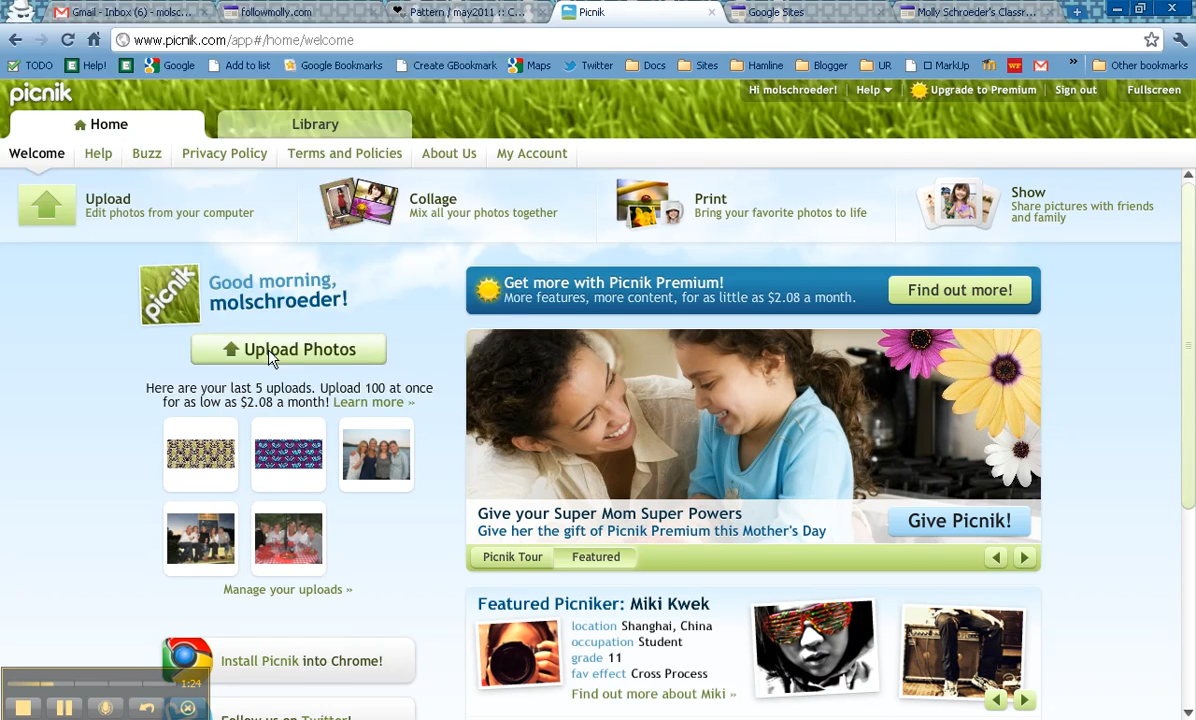 Gmail - Inbox (6) - molsc...
followmolly.com
Pattern / may2011 :: C...
Picnik
Google Sites
Molly Schroeder's Classr...
www.picnik.com/app#/home/welcome
TODO
Help!
Google
Add to list
Google Bookmarks
Create GBookmark
Maps
Twitter
Docs
Sites
Hamline
Blogger
UR
MarkUp
WF
»
Other bookmarks
picnik
Hi molschroeder!
Help
Upgrade to Premium
Sign out
Fullscreen
Home
Library
Welcome
Help
Buzz
Privacy Policy
Terms and Policies
About Us
My Account
Upload
Edit photos from your computer
Collage
Mix all your photos together
Print
Bring your favorite photos to life
Show
Share pictures with friends
and family
picnik
Good morning,
molschroeder!
Upload Photos
Here are your last 5 uploads. Upload 100 at once
for as low as $2.08 a month! Learn more »
Manage your uploads »
Install Picnik into Chrome!
Follow us on Twitter!
1:24
Get more with Picnik Premium!
More features, more content, for as little as $2.08 a month.
Find out more!
Give your Super Mom Super Powers
Give her the gift of Picnik Premium this Mother's Day
Give Picnik!
Picnik Tour
Featured
Featured Picniker: Miki Kwek
location Shanghai, China
occupation Student
grade 11
fav effect Cross Process
Find out more about Miki »